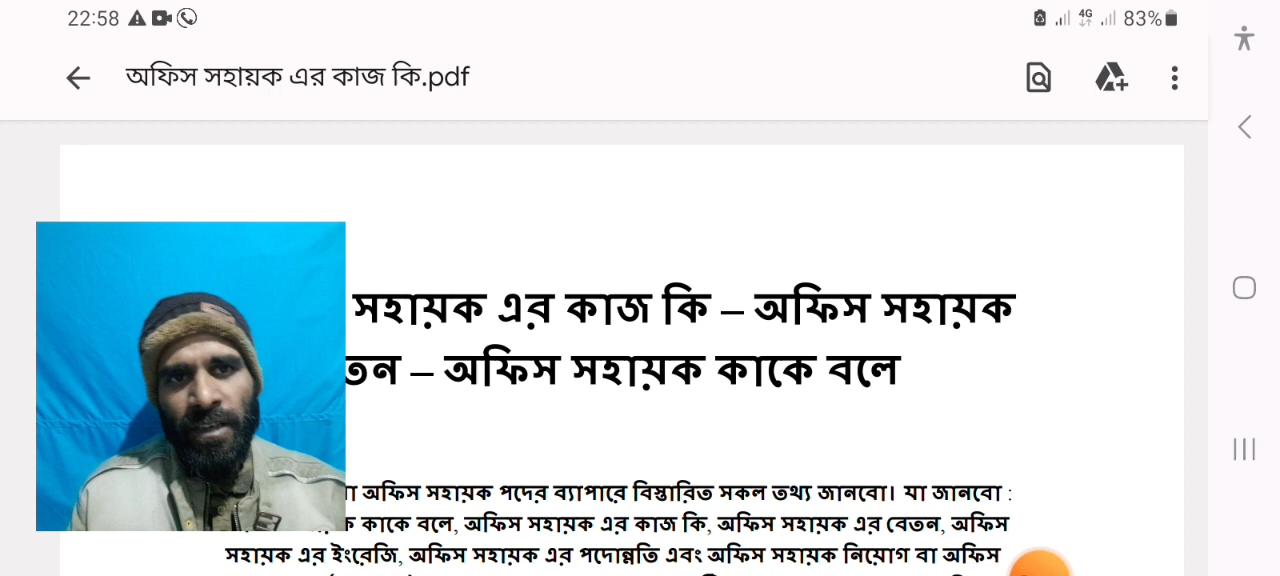 22:58
4G 83%
অফিস সহায়ক এর কাজ কি.pdf
সহায়ক এর কাজ কি – অফিস সহায়ক
তন – অফিস সহায়ক কাকে বলে
অফিস সহায়ক পদের ব্যাপারে বিস্তারিত সকল তথ্য জানবো। যা জানবো :
কাকে বলে, অফিস সহায়ক এর কাজ কি, অফিস সহায়ক এর বেতন, অফিস
সহায়ক এর ইংরেজি, অফিস সহায়ক এর পদোন্নতি এবং অফিস সহায়ক নিয়োগ বা অফিস